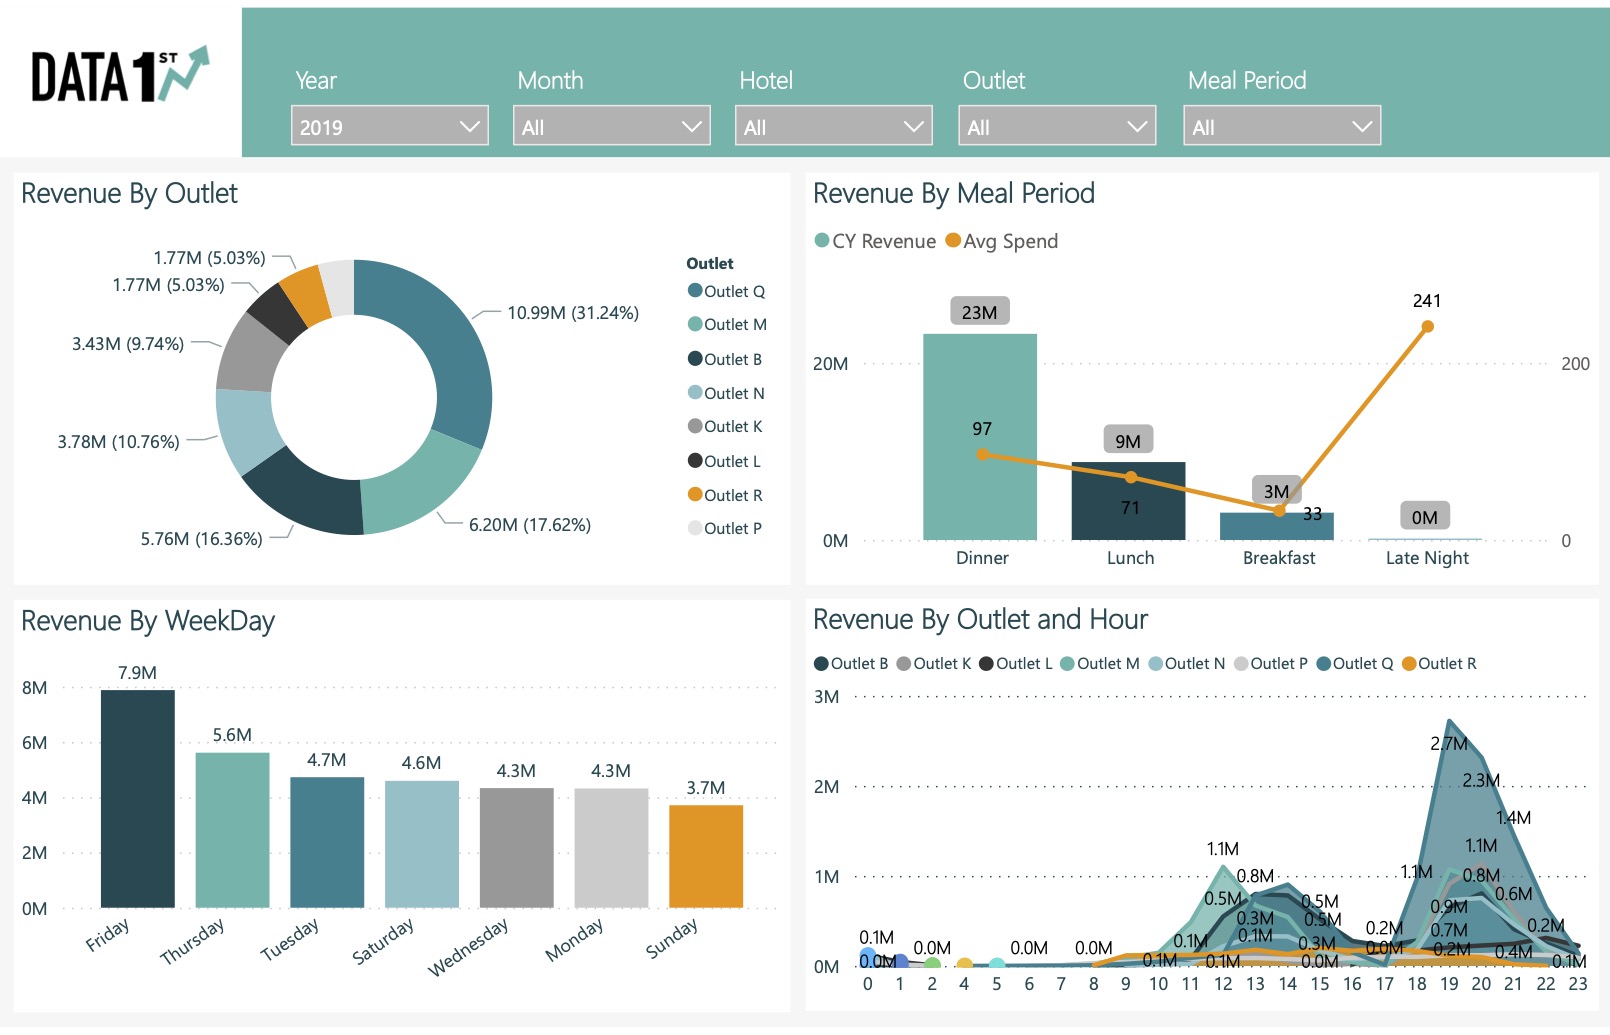 DATA 1ST
Year
Month
Hotel
Outlet
Meal Period
2019
All
All
All
All
Revenue By Outlet
1.77M (5.03%)
1.77M (5.03%)
3.43M (9.74%)
3.78M (10.76%)
5.76M (16.36%)
10.99M (31.24%)
6.20M (17.62%)
Outlet
Outlet Q
Outlet M
Outlet B
Outlet N
Outlet K
Outlet L
Outlet R
Outlet P
Revenue By Meal Period
CY Revenue Avg Spend
20M
0M
23M
97
9M
71
3M
33
241
0M
200
0
Dinner Lunch Breakfast Late Night
Revenue By WeekDay
8M
6M
4M
2M
0M
7.9M
5.6M
4.7M
4.6M
4.3M
4.3M
3.7M
Friday
Thursday
Tuesday
Saturday
Wednesday
Monday
Sunday
Revenue By Outlet and Hour
Outlet B Outlet K Outlet L Outlet M Outlet N Outlet P Outlet Q Outlet R
3M
2M
1M
0M
0.1M
0.0M
0.0M
0.0M
0.0M
0.1M
0.1M
1.1M
0.5M
0.1M
0.8M
0.3M
0.1M
0.5M
0.5M
0.3M
0.0M
0.2M
0.0M
1.1M
2.7M
0.9M
0.7M
0.2M
2.3M
1.1M
0.8M
1.4M
0.6M
0.4M
0.2M
0.1M
0 1 2 4 5 6 7 8 9 10 11 12 13 14 15 16 17 18 19 20 21 22 23